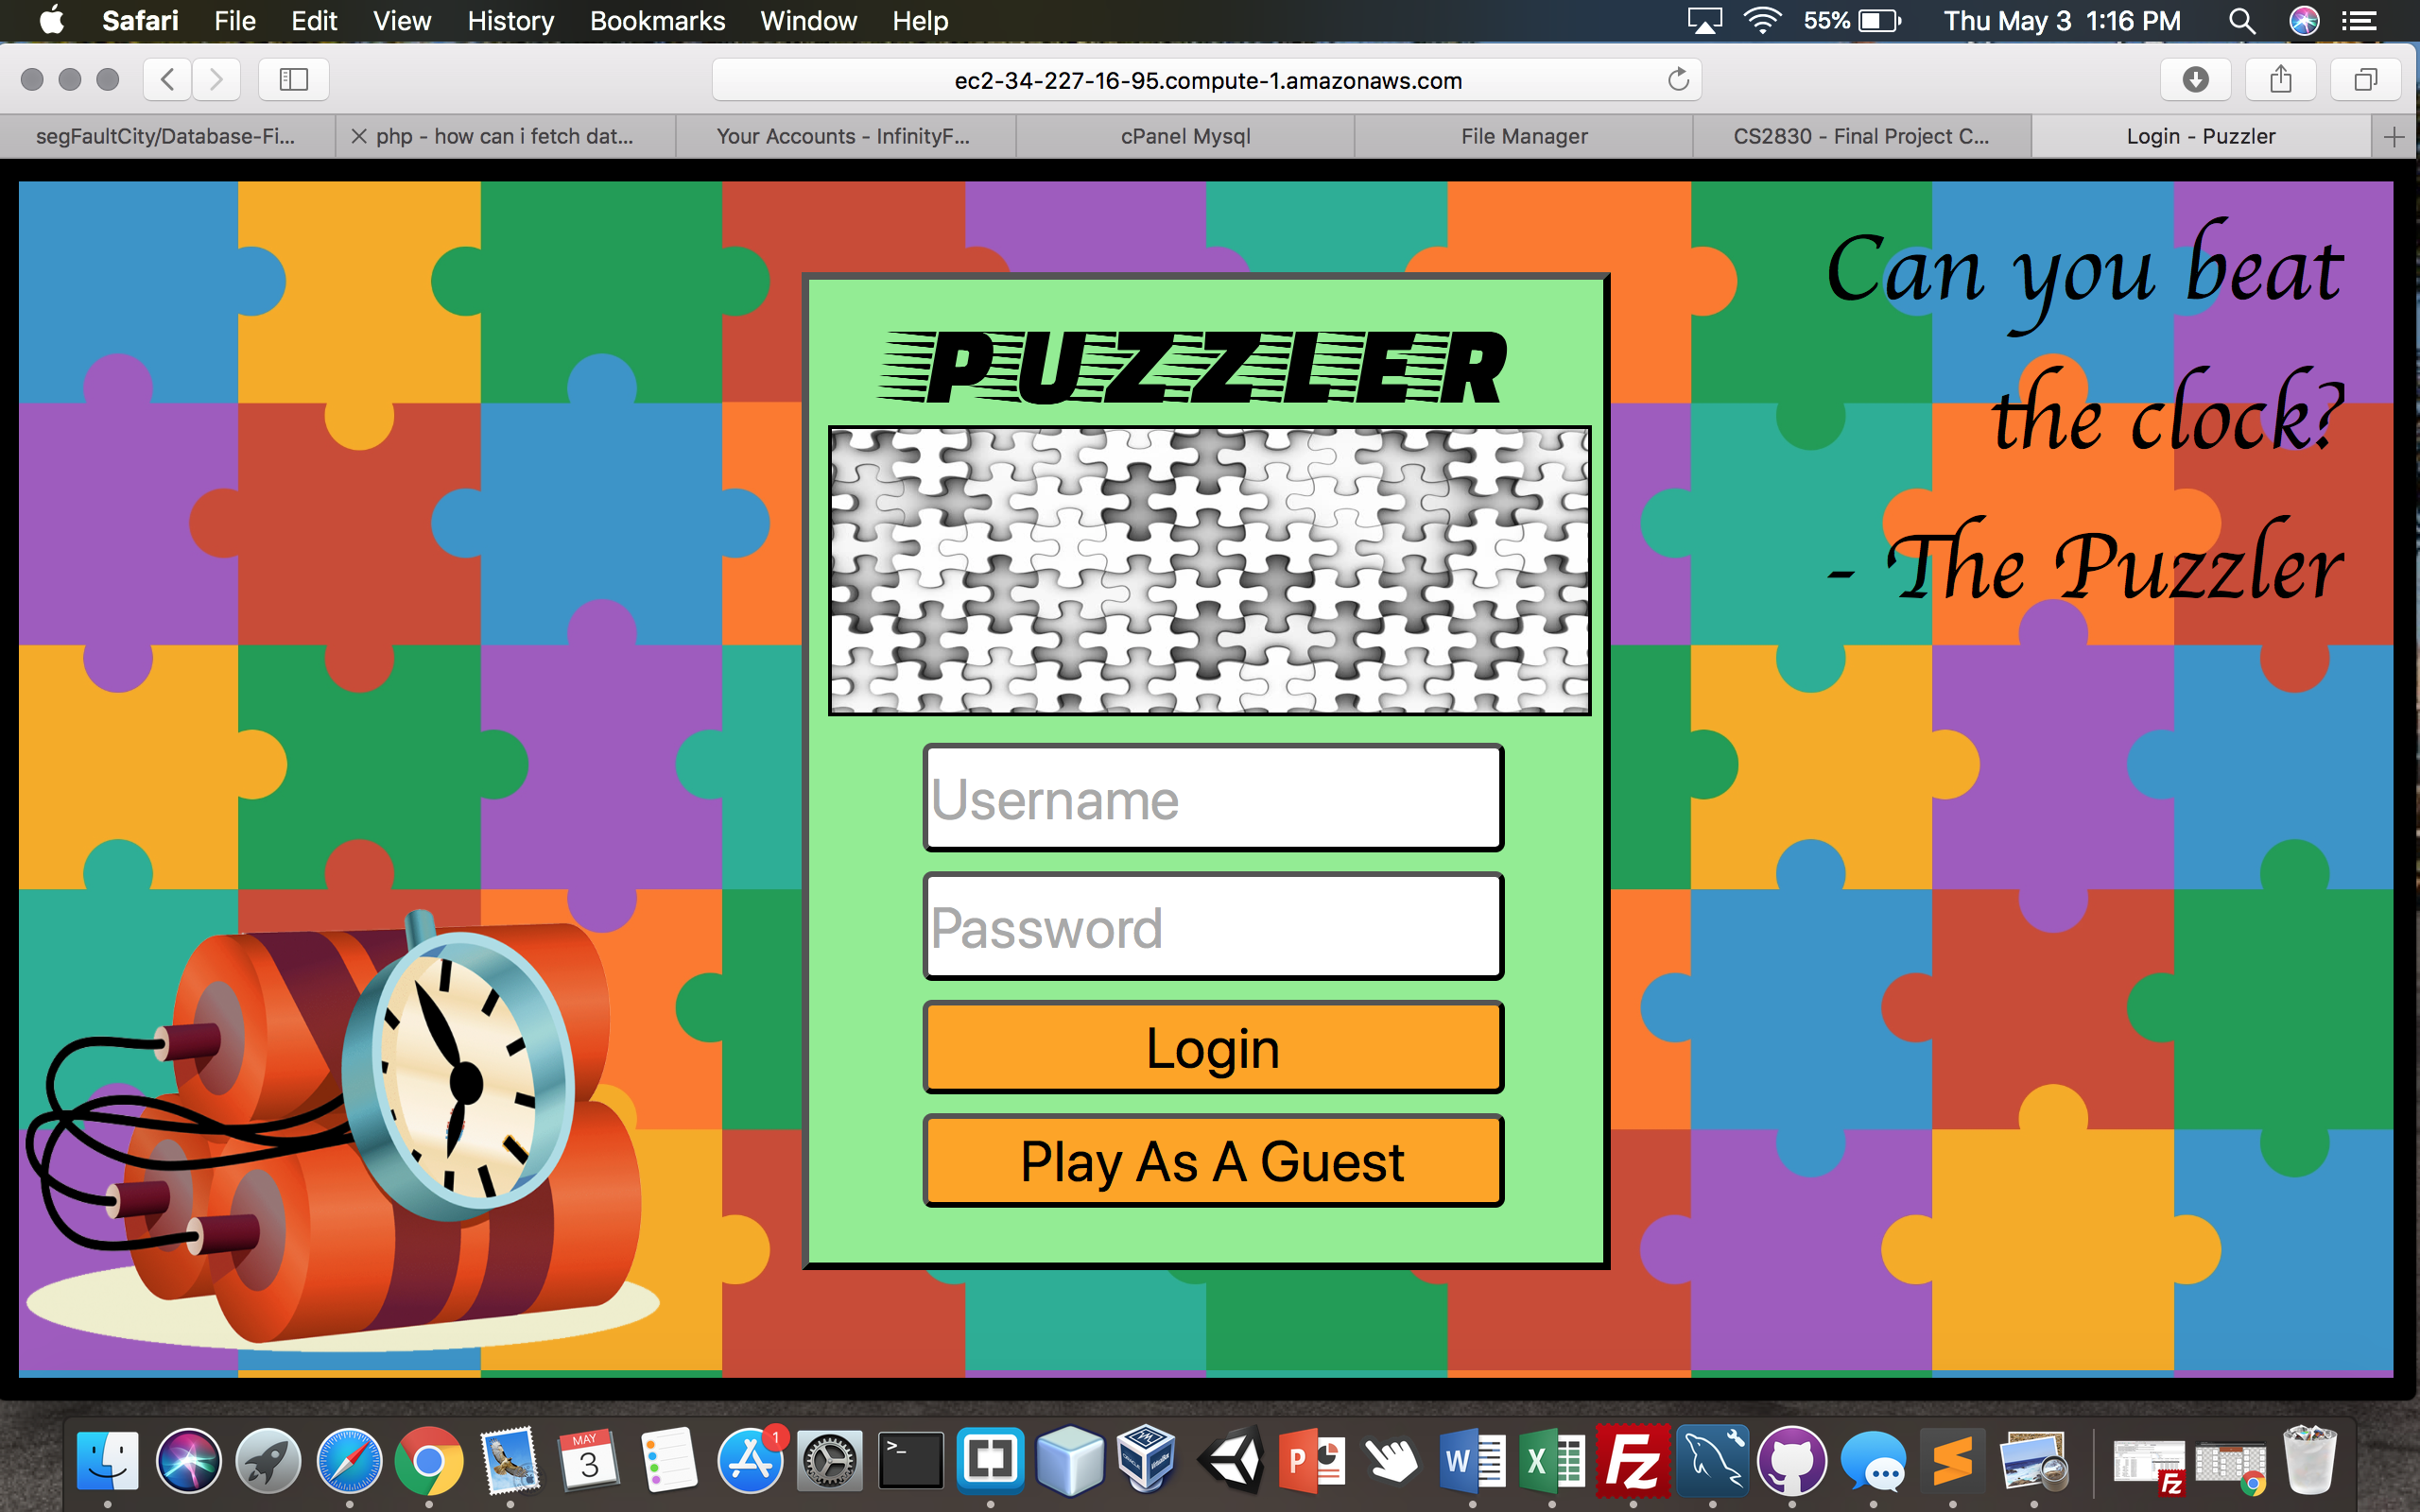 Safari File Edit View History Bookmarks Window Help 55% Thu May 3 1:16 PM
ec2-34-227-16-95.compute-1.amazonaws.com
segFaultCity/Database-Fi... php - how can i fetch dat... Your Accounts - InfinityF... cPanel Mysql File Manager CS2830 - Final Project C... Login - Puzzler
Can you beat
the clock?
- The Puzzler
PUZZLER
Username
Password
Login
Play As A Guest
MAY
3
1
>_
P
W
X
Fz
Fz